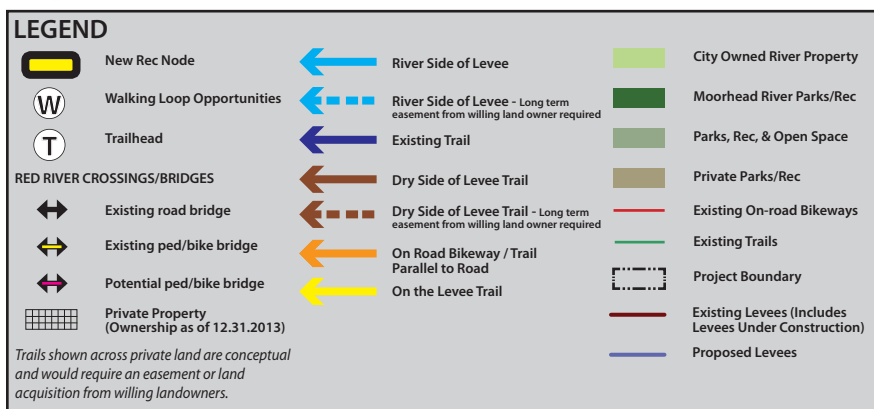 LEGEND
New Rec Node
W
Walking Loop Opportunities
T
Trailhead
RED RIVER CROSSINGS/BRIDGES
Existing road bridge
Existing ped/bike bridge
Potential ped/bike bridge
Private Property
(Ownership as of 12.31.2013)
Trails shown across private land are conceptual
and would require an easement or land
acquisition from willing landowners.
River Side of Levee
River Side of Levee - Long term
easement from willing land owner required
Existing Trail
Dry Side of Levee Trail
Dry Side of Levee Trail - Long term
easement from willing land owner required
On Road Bikeway / Trail
Parallel to Road
On the Levee Trail
City Owned River Property
Moorhead River Parks/Rec
Parks, Rec, & Open Space
Private Parks/Rec
Existing On-road Bikeways
Existing Trails
Project Boundary
Existing Levees (Includes
Levees Under Construction)
Proposed Levees